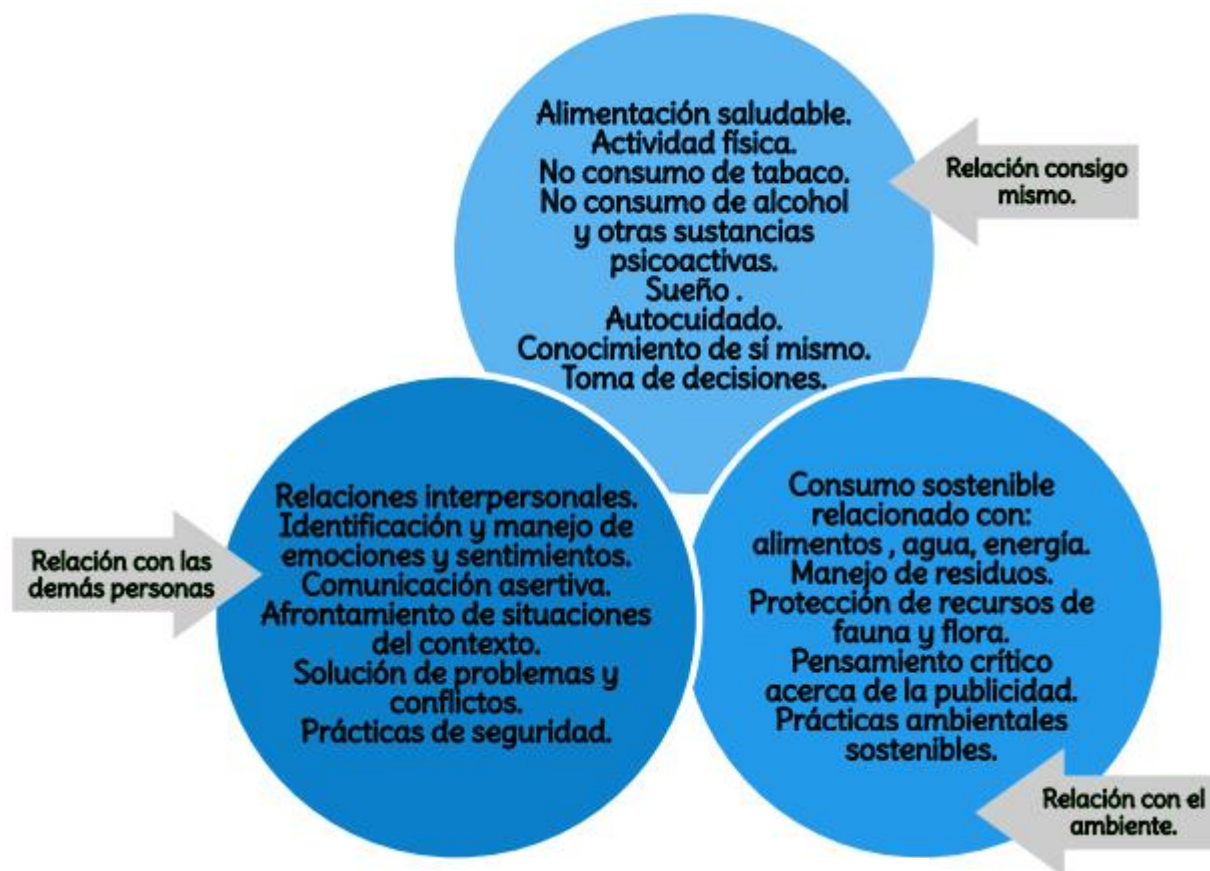 Alimentación saludable.
Actividad física.
No consumo de tabaco.
No consumo de alcohol
y otras sustancias
psicoactivas.
Sueño .
Autocuidado.
Conocimiento de sí mismo.
Toma de decisiones.
Relación consigo
mismo.
Relación con las
demás personas
Relaciones interpersonales.
Identificación y manejo de
emociones y sentimientos.
Comunicación asertiva.
Afrontamiento de situaciones
del contexto.
Solución de problemas y
conflictos.
Prácticas de seguridad.
Consumo sostenible
relacionado con:
alimentos , agua, energía.
Manejo de residuos.
Protección de recursos de
fauna y flora.
Pensamiento crítico
acerca de la publicidad.
Prácticas ambientales
sostenibles.
Relación con el
ambiente.